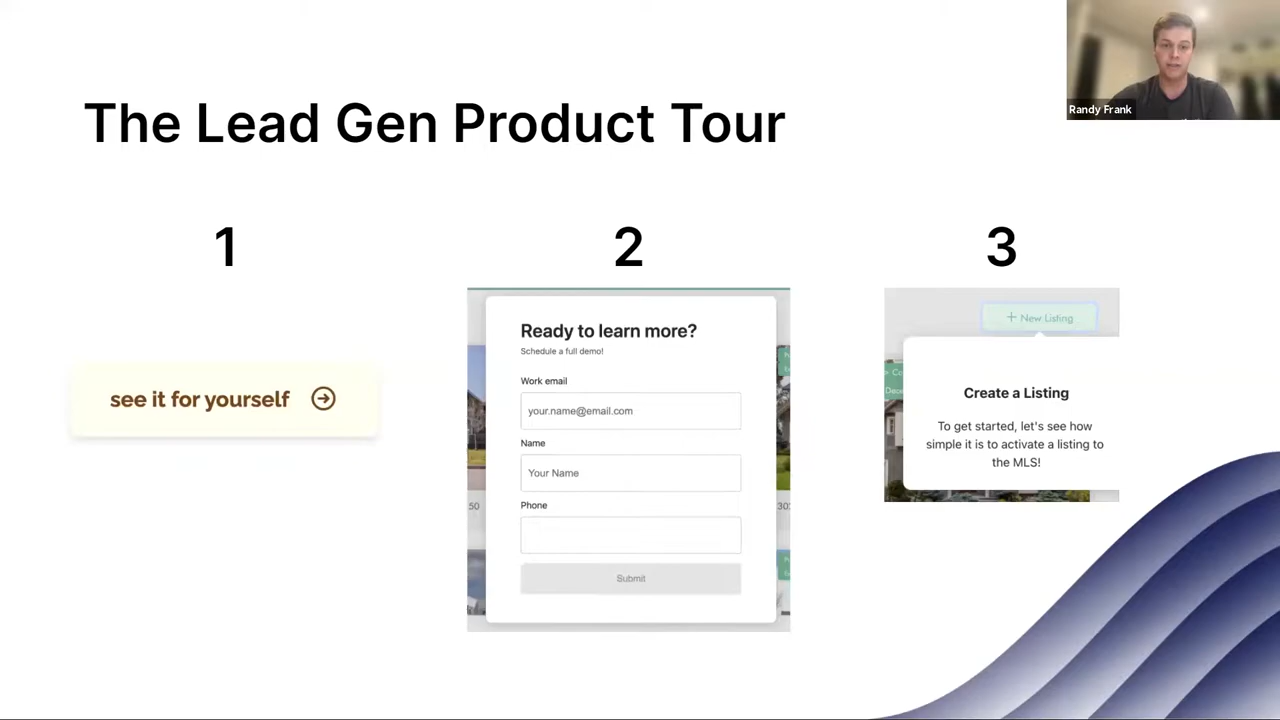 The Lead Gen Product Tour
Randy Frank
1
2
3
see it for yourself
Ready to learn more?
Schedule a full demo!
Work email
your.name@email.com
Name
Your Name
Phone
Submit
50
+ New Listing
Create a Listing
To get started, let's see how
simple it is to activate a listing to
the MLS!